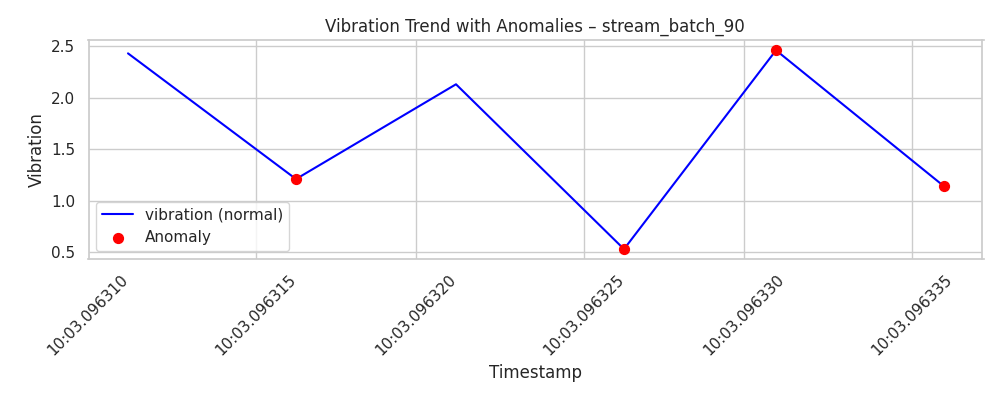 Vibration Trend with Anomalies – stream_batch_90
Vibration
2.5
2.0
1.5
1.0
0.5
vibration (normal)
Anomaly
10:03.096310
10:03.096315
10:03.096320
10:03.096325
10:03.096330
10:03.096335
Timestamp